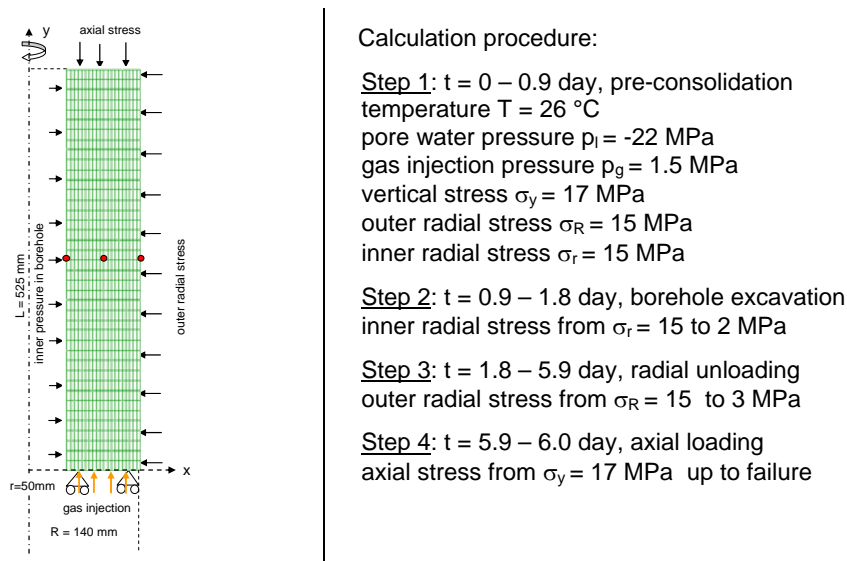 y
axial stress
L = 525 mm
inner pressure in borehole
outer radial stress
x
r=50mm
gas injection
R = 140 mm
Calculation procedure:
Step 1: t = 0 – 0.9 day, pre-consolidation
temperature T = 26 °C
pore water pressure pl = -22 MPa
gas injection pressure pg = 1.5 MPa
vertical stress σy = 17 MPa
outer radial stress σR = 15 MPa
inner radial stress σr = 15 MPa
Step 2: t = 0.9 – 1.8 day, borehole excavation
inner radial stress from σr = 15 to 2 MPa
Step 3: t = 1.8 – 5.9 day, radial unloading
outer radial stress from σR = 15 to 3 MPa
Step 4: t = 5.9 – 6.0 day, axial loading
axial stress from σy = 17 MPa up to failure